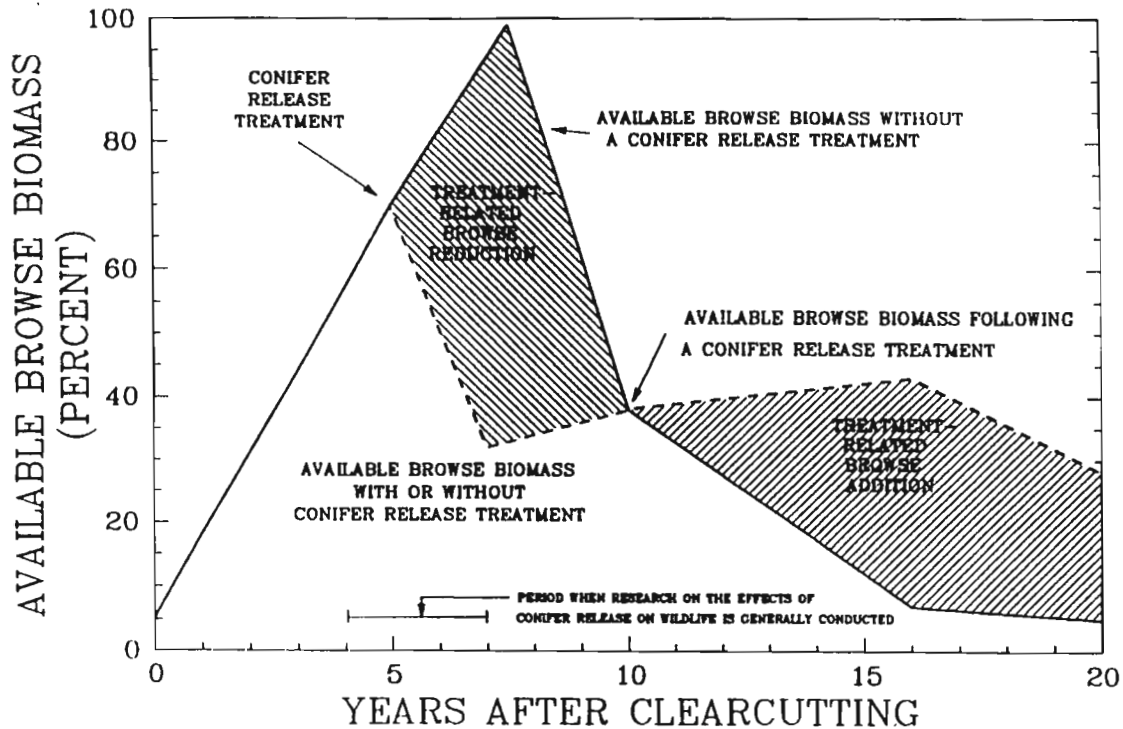 AVAILABLE BROWSE BIOMASS
(PERCENT)
100
80
60
40
20
0
CONIFER
RELEASE
TREATMENT
AVAILABLE BROWSE BIOMASS WITHOUT
A CONIFER RELEASE TREATMENT
TREATMENT-
RELATED
BROWSE
REDUCTION
AVAILABLE BROWSE BIOMASS FOLLOWING
A CONIFER RELEASE TREATMENT
TREATMENT-
RELATED
BROWSE
ADDITION
AVAILABLE BROWSE BIOMASS
WITH OR WITHOUT
CONIFER RELEASE TREATMENT
PERIOD WHEN RESEARCH ON THE EFFECTS OF
CONIFER RELEASE ON WILDLIFE IS GENERALLY CONDUCTED
0 5 10 15 20
YEARS AFTER CLEARCUTTING